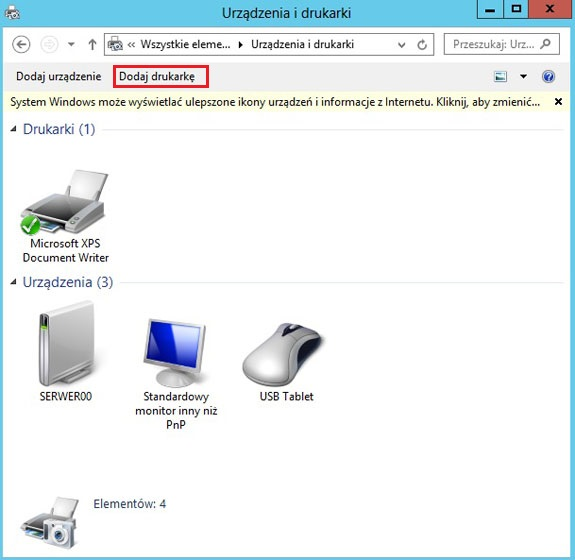 Urządzenia i drukarki
Wszystkie eleme... Urządzenia i drukarki
Przeszukaj: Urz...
Dodaj urządzenie Dodaj drukarkę
System Windows może wyświetlać ulepszone ikony urządzeń i informacje z Internetu. Kliknij, aby zmienić...
Drukarki (1)
Microsoft XPS
Document Writer
Urządzenia (3)
SERWER00
Standardowy
monitor inny niż
PnP
USB Tablet
Elementów: 4